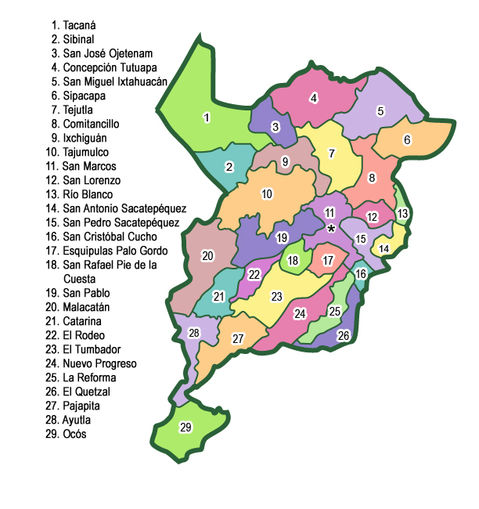 1. Tacaná
2. Sibinal
3. San José Ojetenam
4. Concepción Tutuapa
5. San Miguel Ixtahuacán
6. Sipacapa
7. Tejutla
8. Comitancillo
9. Ixchiguán
10. Tajumulco
11. San Marcos
12. San Lorenzo
13. Río Blanco
14. San Antonio Sacatepéquez
15. San Pedro Sacatepéquez
16. San Cristóbal Cucho
17. Esquipulas Palo Gordo
18. San Rafael Pie de la
Cuesta
19. San Pablo
20. Malacatán
21. Catarina
22. El Rodeo
23. El Tumbador
24. Nuevo Progreso
25. La Reforma
26. El Quetzal
27. Pajapita
28. Ayutla
29. Ocós
4
5
1
3
6
7
9
2
8
10
11
12
13
*
19
15
14
20
18
17
22
16
21
23
25
24
28
26
27
29